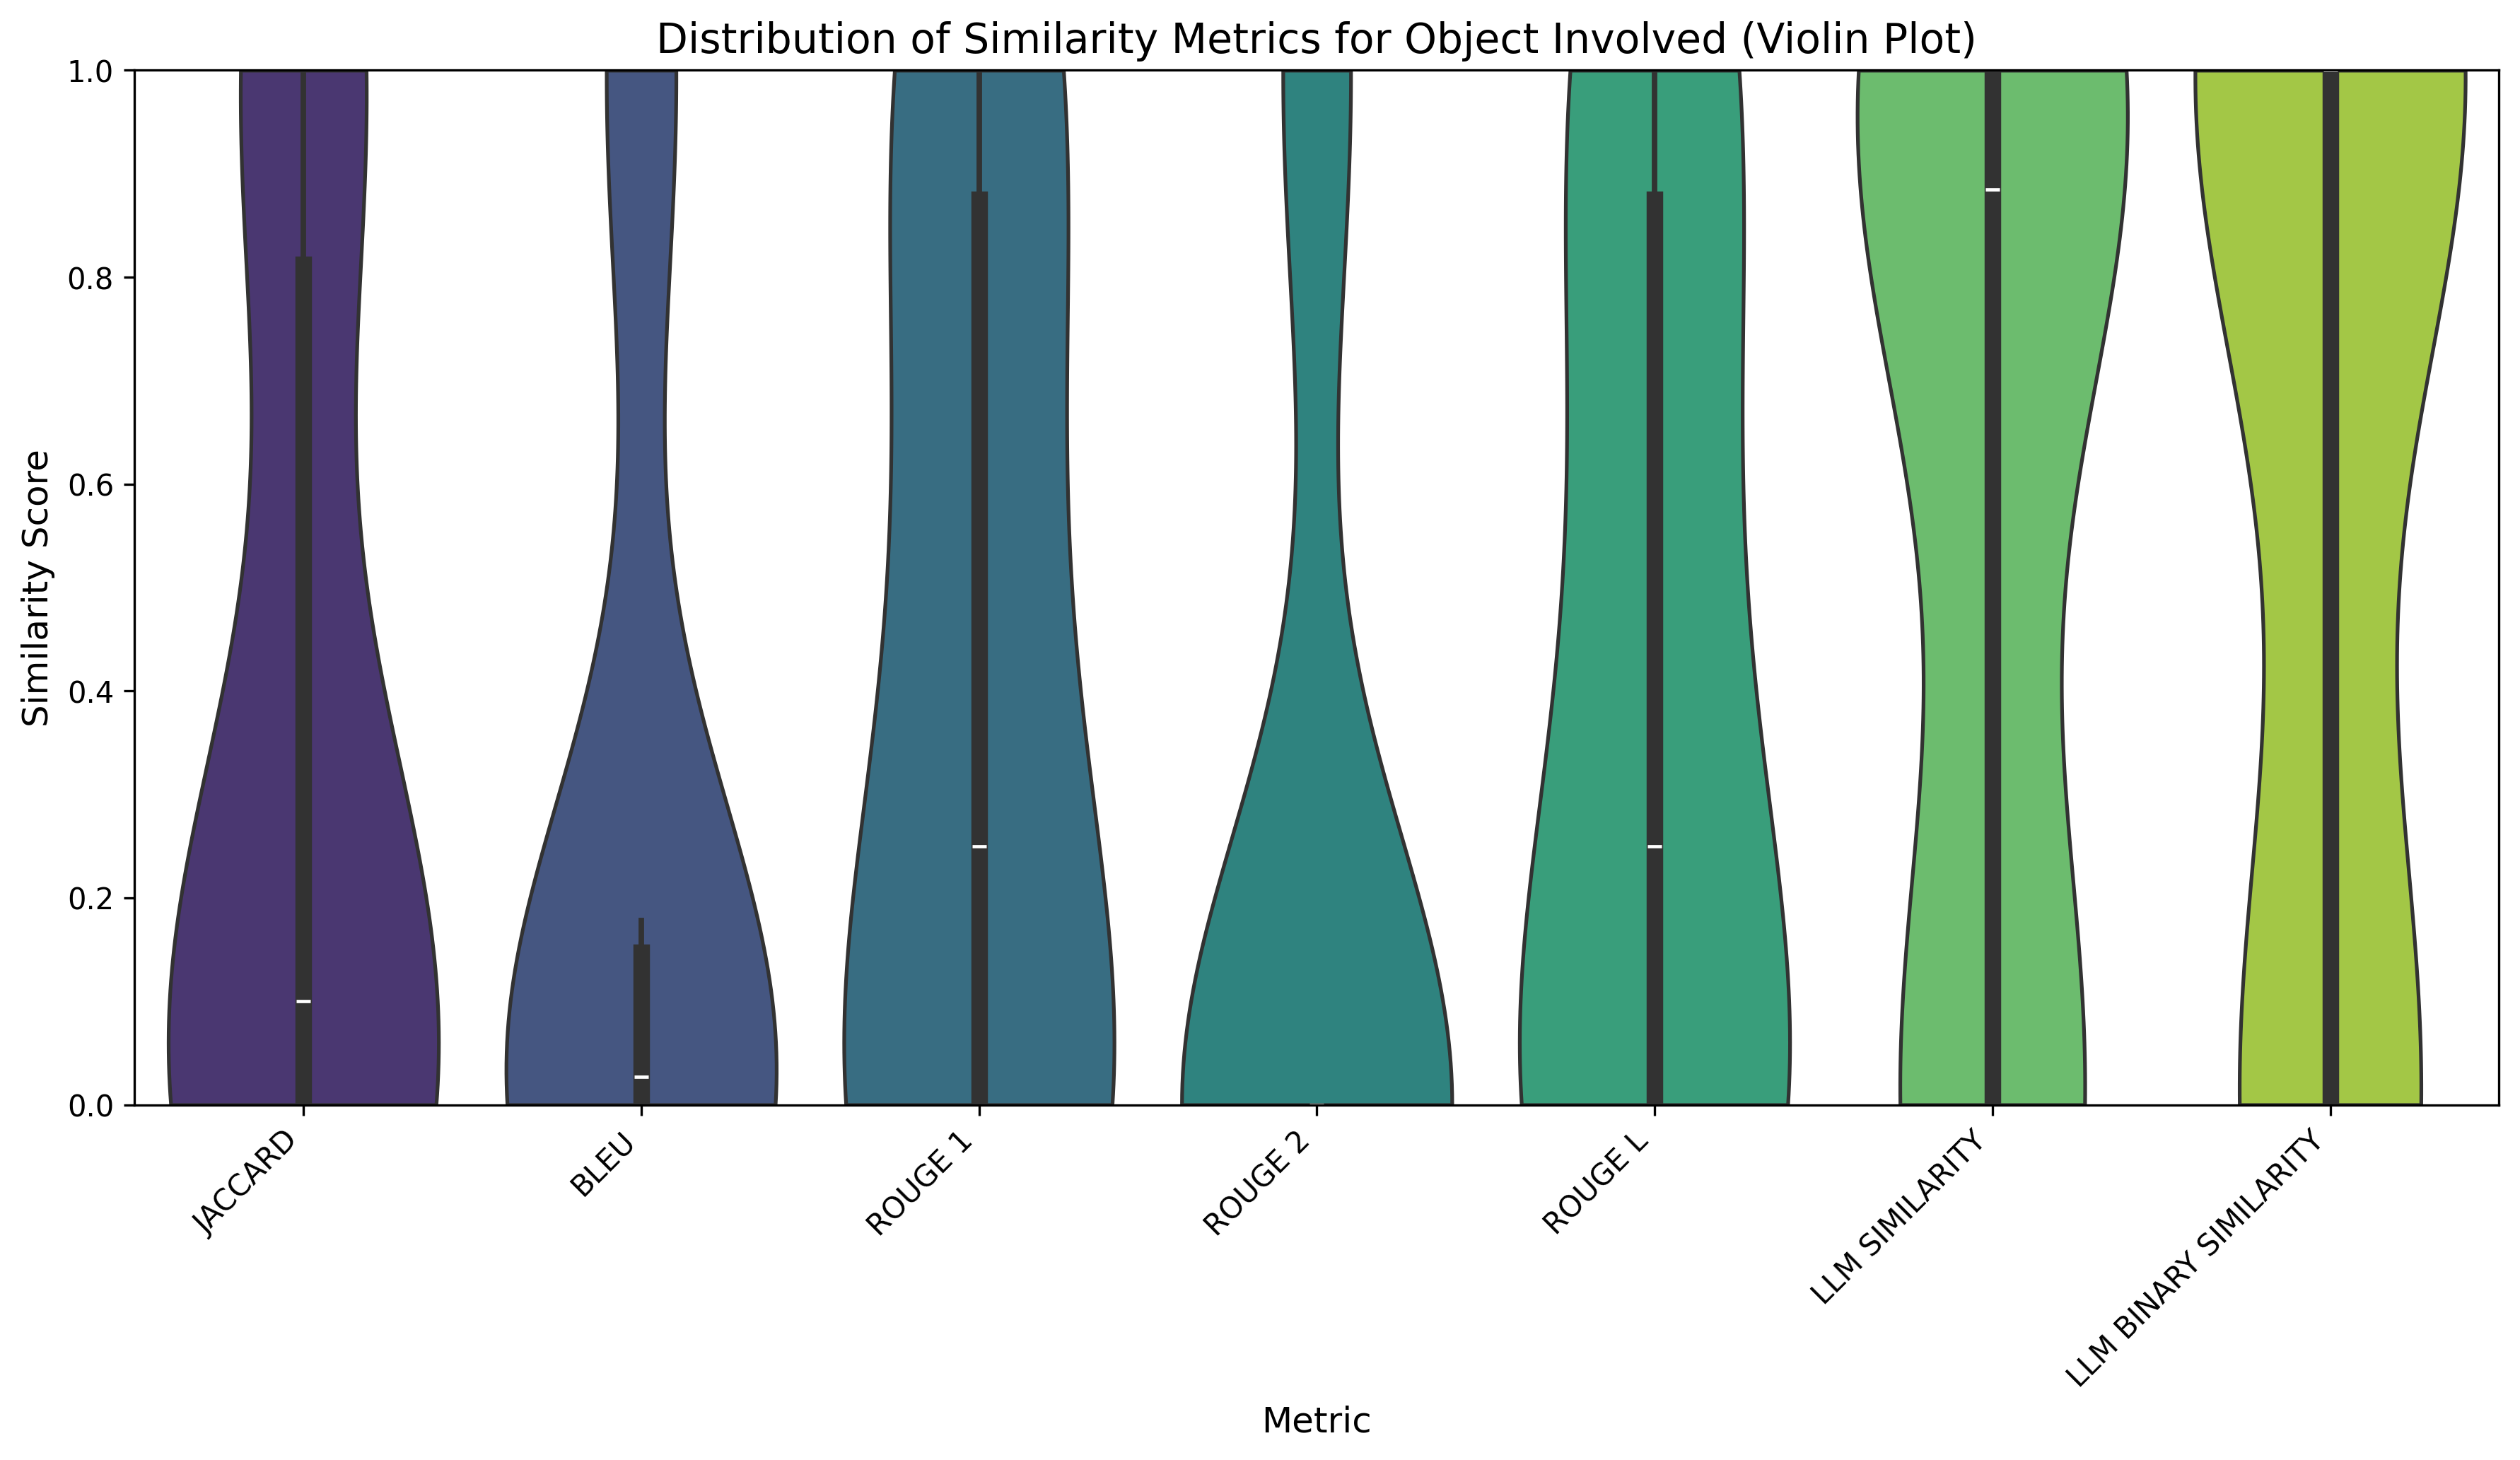 Distribution of Similarity Metrics for Object Involved (Violin Plot)
Similarity Score
1.0
0.8
0.6
0.4
0.2
0.0
JACCARD
BLEU
ROUGE 1
ROUGE 2
ROUGE L
LLM SIMILARITY
LLM BINARY SIMILARITY
Metric